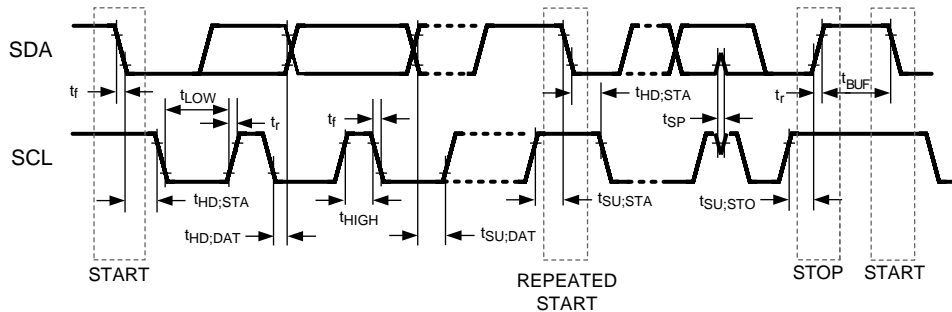 SDA
t_f
t_LOW
t_r
t_f
t_HD;STA
t_SP
t_r
t_BUF
SCL
t_HD;STA
t_HD;DAT
t_HIGH
t_SU;DAT
t_SU;STA
t_SU;STO
START
REPEATED
START
STOP
START